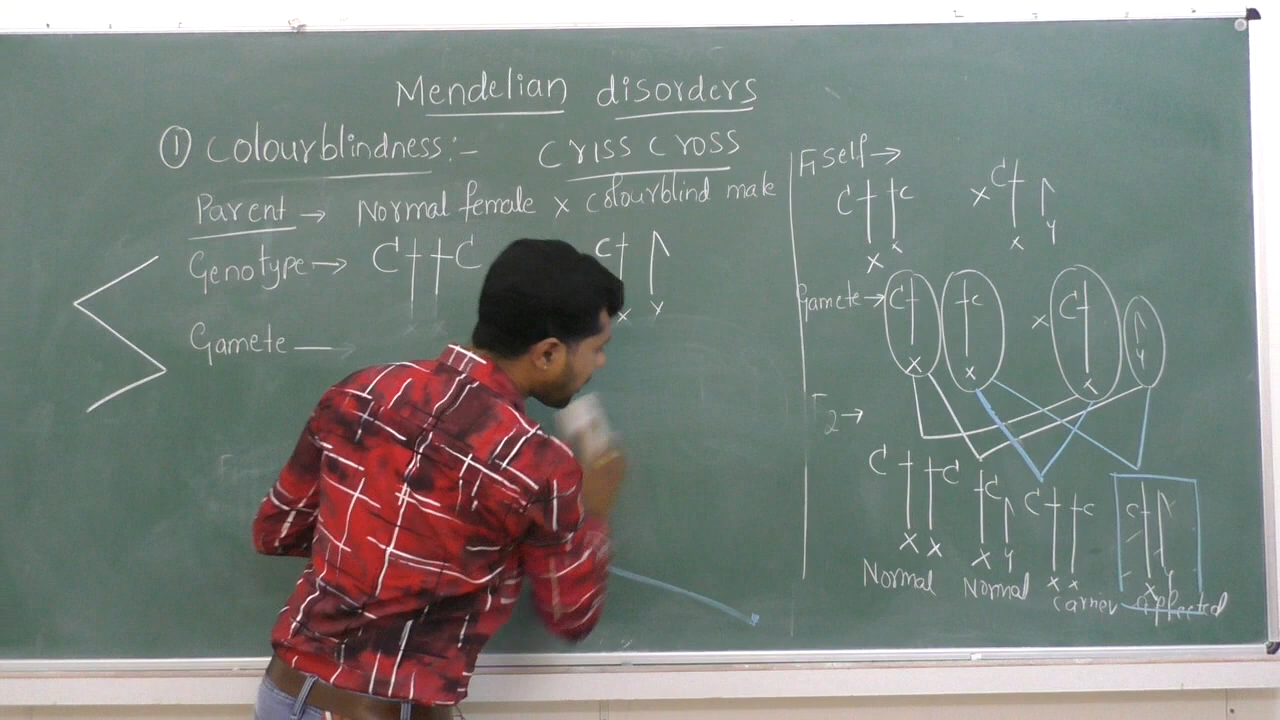 Mendelian disorders
① Colourblindness:- criss cross
Parent → Normal female x colourblind male
Genotype → C C c
x y
Gamete →
F₁ self →
C c x C
x x x y
Gamete → C c x C
x x x y
F₂ →
C C C C c c
x x x y x x x y
Normal Normal carrier affected